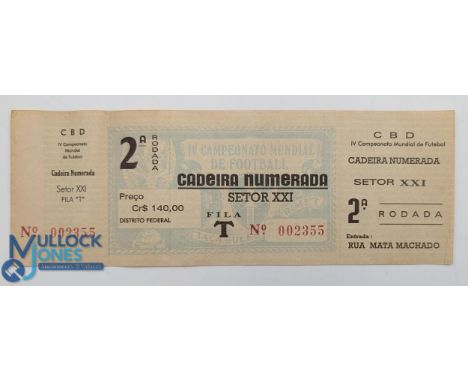 CBD
IV Campeonato
Mundial
de Futebol
Cadeira Numerada
Setor XXI
FILA "T"
Nº 002355
MULLOCK
JONES
2ª
RODADA
IV CAMPEONATO MUNDIAL
DE FOOTBALL
CADEIRA NUMERADA
SETOR XXI
Preço
Cr$ 140,00
DISTRITO FEDERAL
FILA
T
Nº 002355
CBD
IV Campeonato Mundial de Futebol
CADEIRA NUMERADA
SETOR XXI
2ª
RODADA
Entrada:
RUA MATA MACHADO